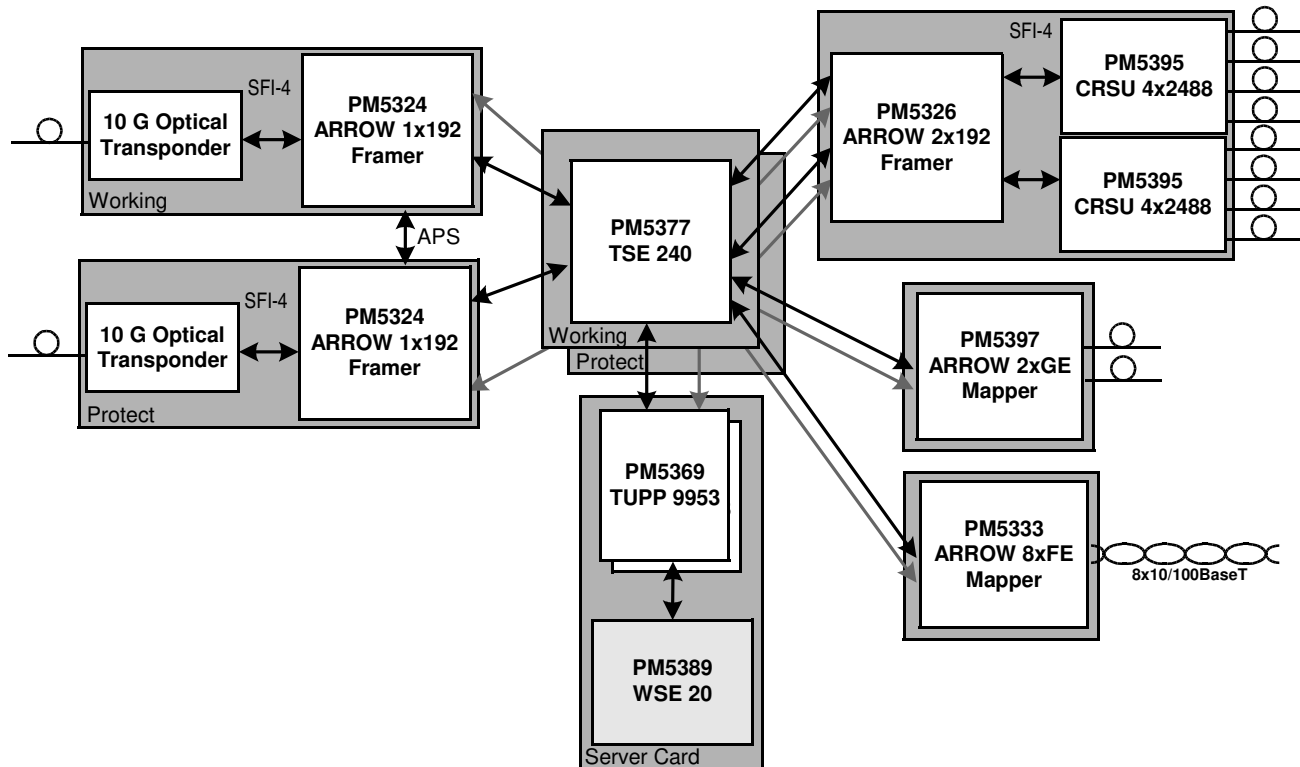 SFI-4
10 G Optical
Transponder
PM5324
ARROW 1x192
Framer
Working
APS
SFI-4
10 G Optical
Transponder
PM5324
ARROW 1x192
Framer
Protect
PM5377
TSE 240
Working
Protect
PM5369
TUPP 9953
PM5389
WSE 20
Server Card
SFI-4
PM5326
ARROW 2x192
Framer
PM5395
CRSU 4x2488
PM5395
CRSU 4x2488
PM5397
ARROW 2xGE
Mapper
PM5333
ARROW 8xFE
Mapper
8x10/100BaseT